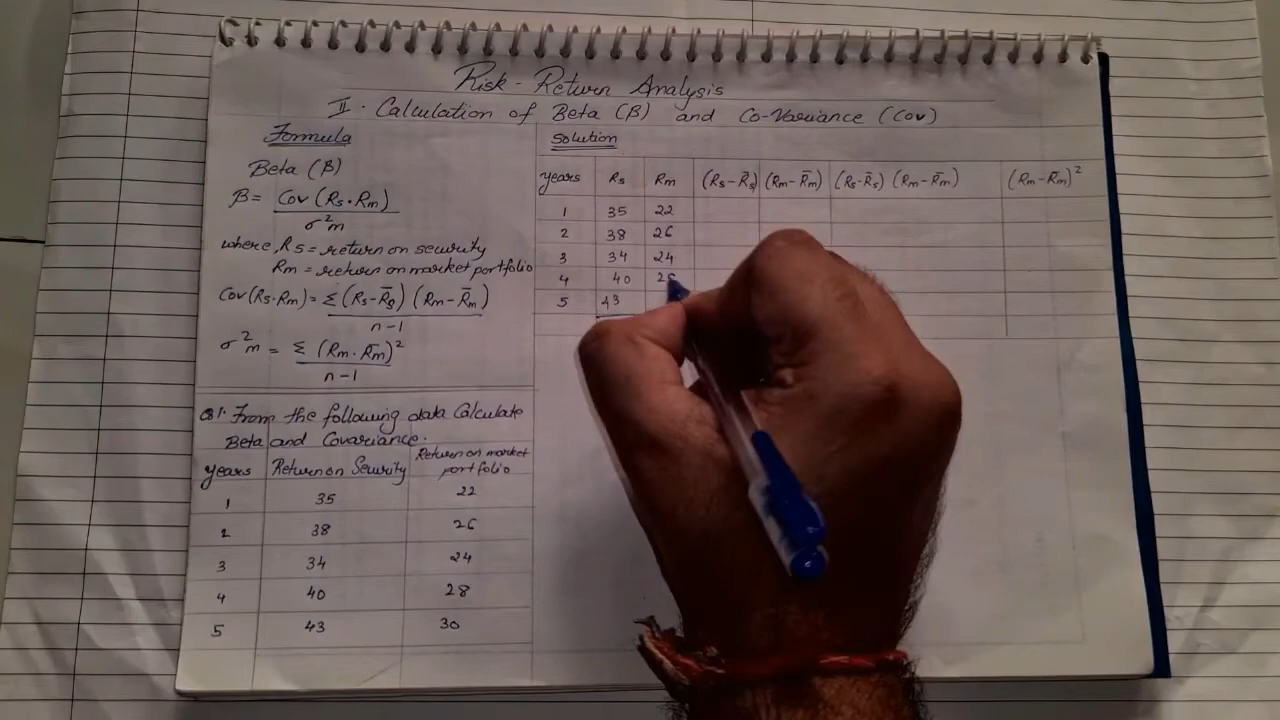 Risk-Return Analysis
II. Calculation of Beta (β) and Co-Variance (Cov)
Formula
Beta (β)
β = Cov (Rs·Rm)
σ²m
where, Rs = return on security
Rm = return on market portfolio
Cov (Rs·Rm) = Σ (Rs-R̄s) (Rm-R̄m)
n-1
σ²m = Σ (Rm·R̄m)²
n-1
Q1. From the following data Calculate
Beta and Covariance.
years Return on Security Return on market portfolio
1 35 22
2 38 26
3 34 24
4 40 28
5 43 30
Solution
years Rs Rm (Rs-R̄s) (Rm-R̄m) (Rs-R̄s) (Rm-R̄m) (Rm-R̄m)²
1 35 22
2 38 26
3 34 24
4 40
5 43